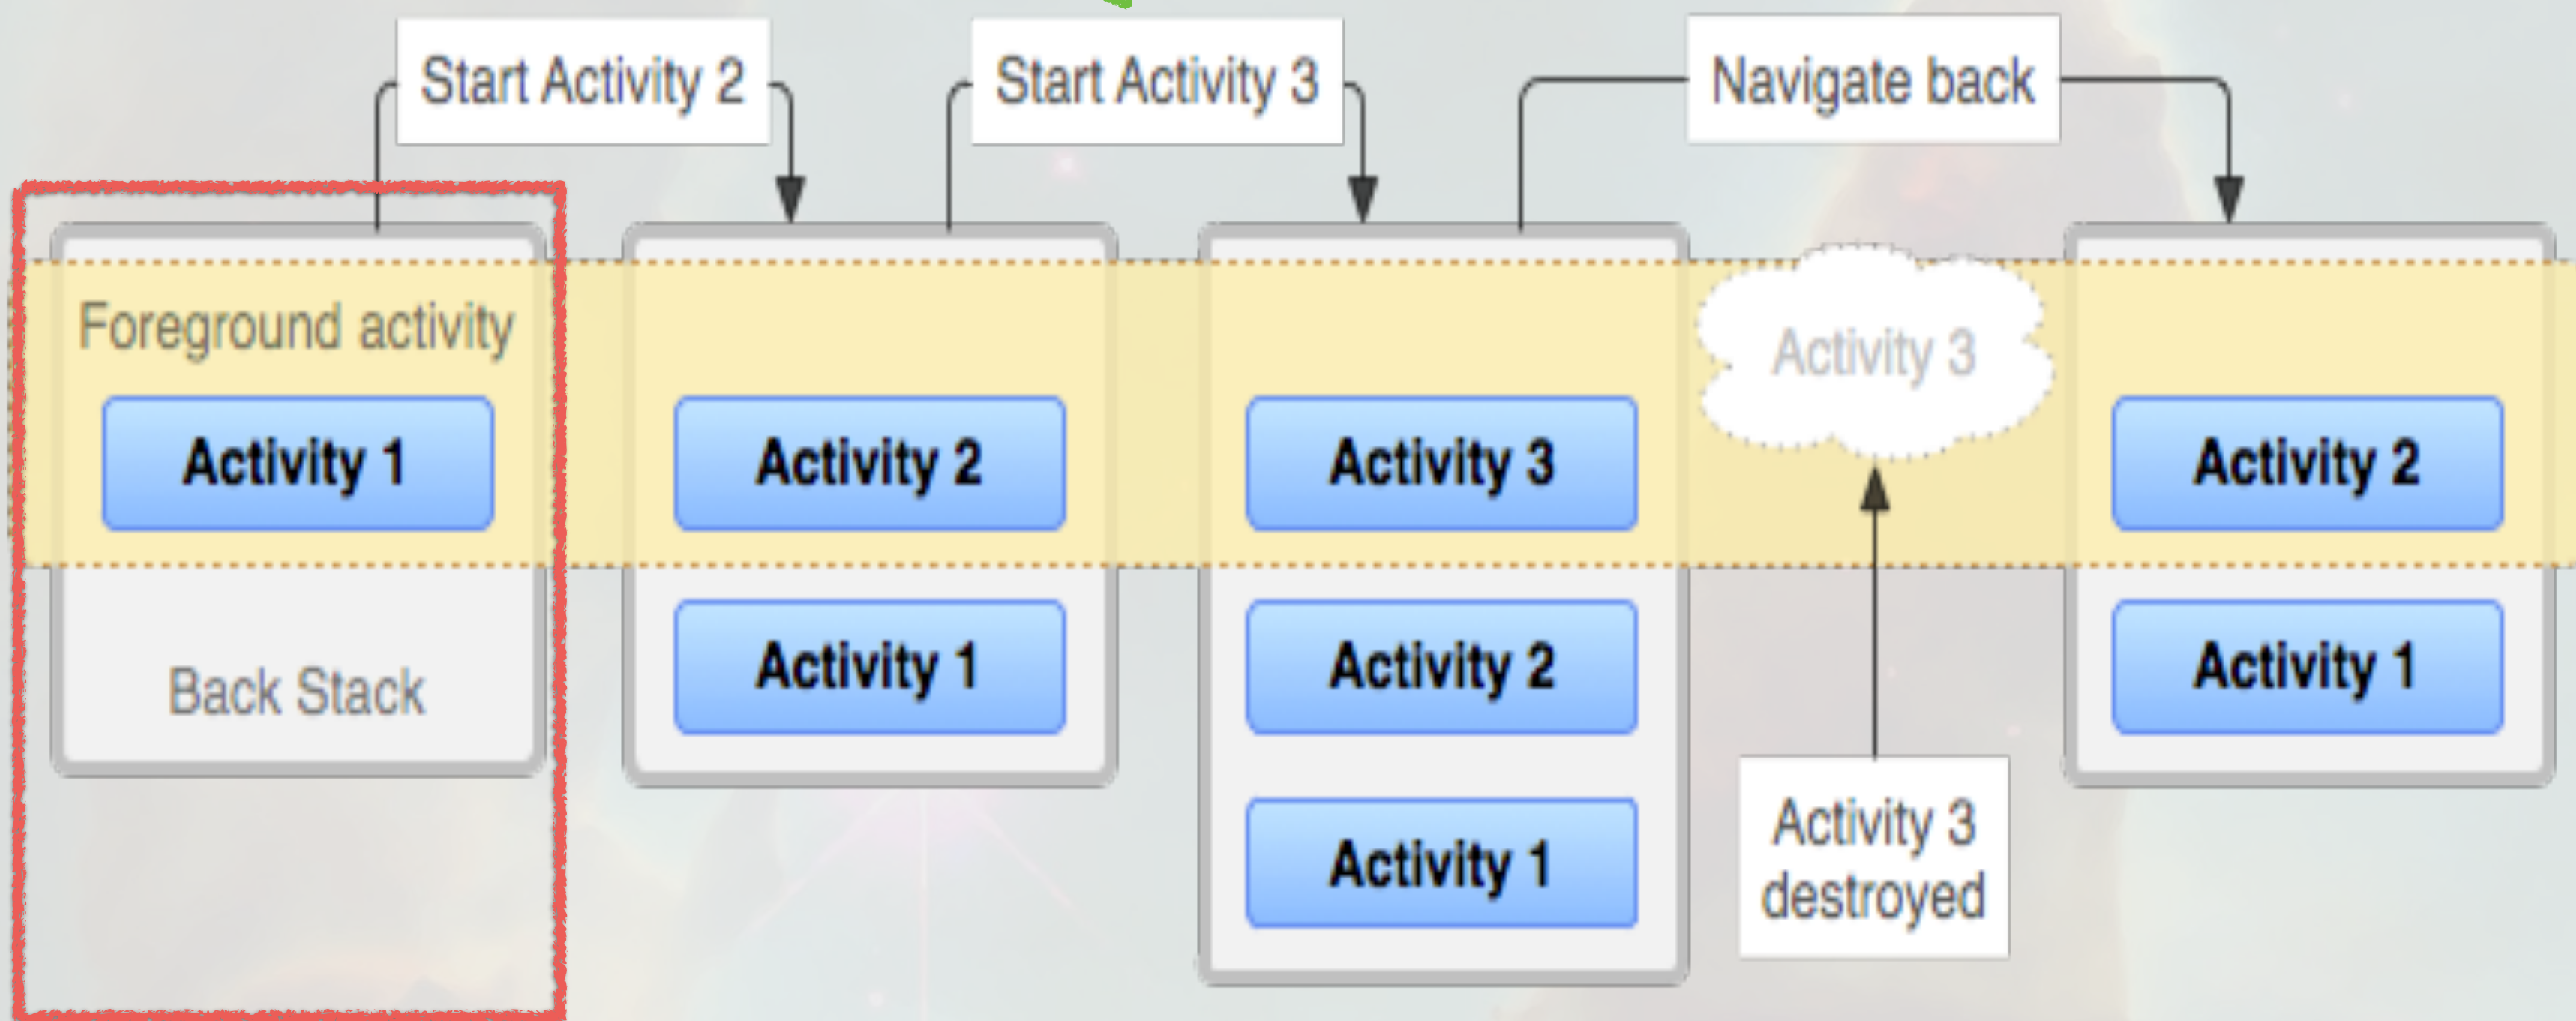 Start Activity 2
Start Activity 3
Navigate back
Foreground activity
Activity 1
Back Stack
Activity 2
Activity 1
Activity 3
Activity 2
Activity 1
Activity 3
Activity 3
destroyed
Activity 2
Activity 1